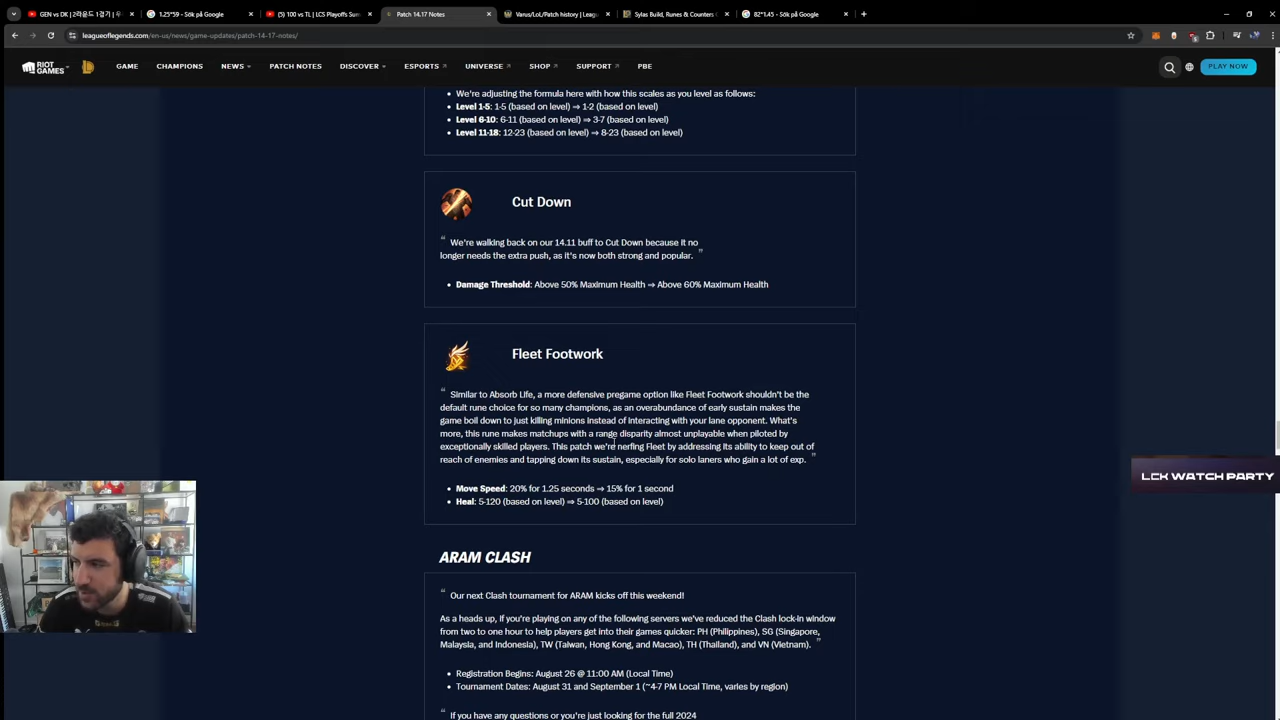 GEN vs DK | 2라운드 1경기 |
1.25*59 - Sök på Google
(5) 100 vs TL | LCS Playoffs Sum
Patch 14.17 Notes
Varus/LoL/Patch history | Leagu
Sylas Build, Runes & Counters
82*1.45 - Sök på Google
leagueoflegends.com/en-us/news/game-updates/patch-14-17-notes/
RIOT GAMES
GAME CHAMPIONS NEWS PATCH NOTES DISCOVER ESPORTS UNIVERSE SHOP SUPPORT PBE
PLAY NOW
• We're adjusting the formula here with how this scales as you level as follows:
• Level 1-5: 1-5 (based on level) ⇒ 1-2 (based on level)
• Level 6-10: 6-11 (based on level) ⇒ 3-7 (based on level)
• Level 11-18: 12-23 (based on level) ⇒ 8-23 (based on level)
Cut Down
“ We're walking back on our 14.11 buff to Cut Down because it no
longer needs the extra push, as it's now both strong and popular. ”
• Damage Threshold: Above 50% Maximum Health ⇒ Above 60% Maximum Health
Fleet Footwork
“ Similar to Absorb Life, a more defensive pregame option like Fleet Footwork shouldn't be the
default rune choice for so many champions, as an overabundance of early sustain makes the
game boil down to just killing minions instead of interacting with your lane opponent. What's
more, this rune makes matchups with a range disparity almost unplayable when piloted by
exceptionally skilled players. This patch we're nerfing Fleet by addressing its ability to keep out of
reach of enemies and tapping down its sustain, especially for solo laners who gain a lot of exp. ”
• Move Speed: 20% for 1.25 seconds ⇒ 15% for 1 second
• Heal: 5-120 (based on level) ⇒ 5-100 (based on level)
LCK WATCH PARTY
ARAM CLASH
“ Our next Clash tournament for ARAM kicks off this weekend!
As a heads up, if you're playing on any of the following servers we've reduced the Clash lock-in window
from two to one hour to help players get into their games quicker: PH (Philippines), SG (Singapore,
Malaysia, and Indonesia), TW (Taiwan, Hong Kong, and Macao), TH (Thailand), and VN (Vietnam). ”
• Registration Begins: August 26 @ 11:00 AM (Local Time)
• Tournament Dates: August 31 and September 1 (~4-7 PM Local Time, varies by region)
“ If you have any questions or you're just looking for the full 2024